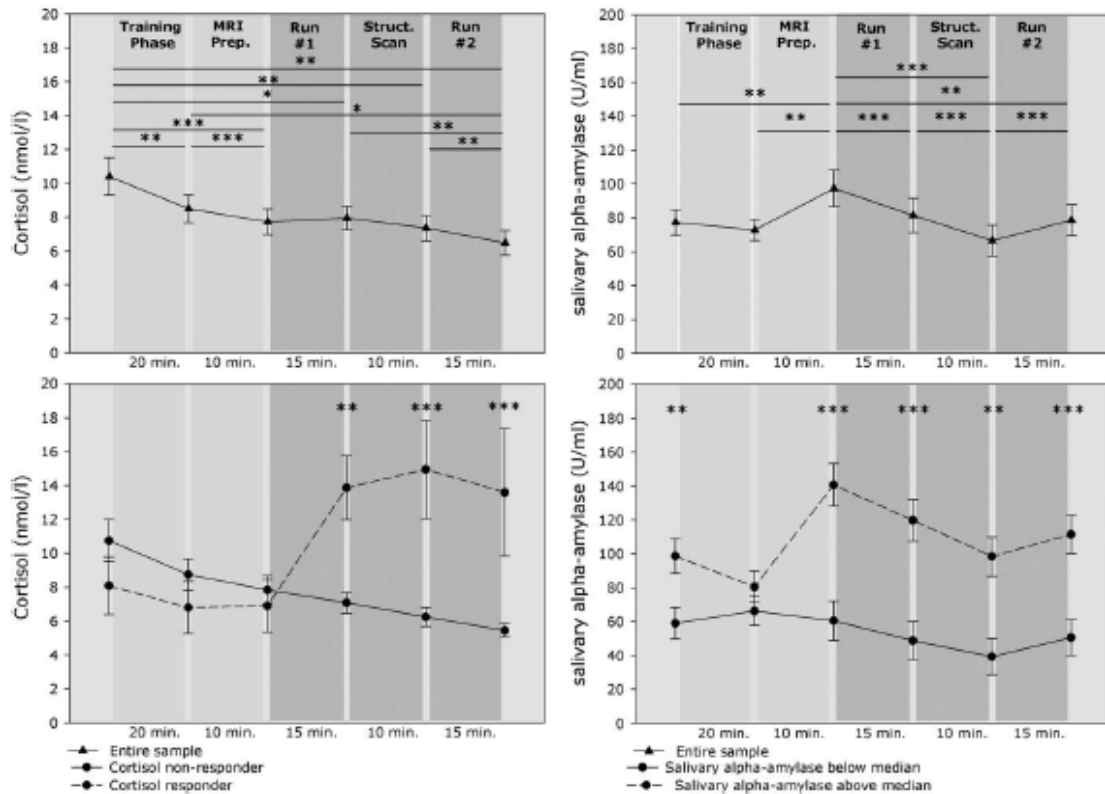 Training Phase MRI Prep. Run #1 Struct. Scan Run #2
**
**
*
*
***
**
** *** **
20
18
16
14
12
10
8
6
4
2
0
Cortisol (nmol/l)
20 min. 10 min. 15 min. 10 min. 15 min.
Training Phase MRI Prep. Run #1 Struct. Scan Run #2
***
** **
** *** *** ***
200
180
160
140
120
100
80
60
40
20
0
salivary alpha-amylase (U/ml)
20 min. 10 min. 15 min. 10 min. 15 min.
20
18
16
14
12
10
8
6
4
2
0
Cortisol (nmol/l)
** *** ***
20 min. 10 min. 15 min. 10 min. 15 min.
Entire sample
Cortisol non-responder
Cortisol responder
200
180
160
140
120
100
80
60
40
20
0
salivary alpha-amylase (U/ml)
** *** *** ** ***
20 min. 10 min. 15 min. 10 min. 15 min.
Entire sample
Salivary alpha-amylase below median
Salivary alpha-amylase above median